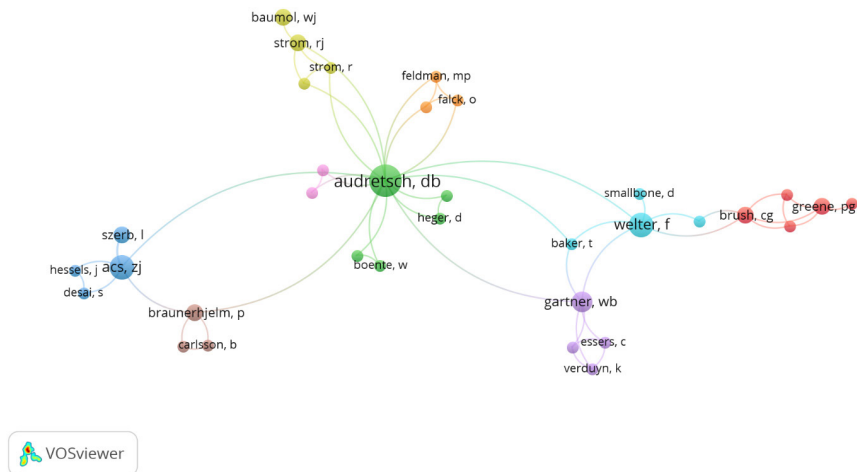 baumol, wj
strom, rj
strom, r
feldman, mp
falck, o
audretsch, db
smallbone, d
greene, pg
brush, cg
heger, d
welter, f
szerb, l
baker, t
hessels, j
acs, zj
boente, w
desai, s
gartner, wb
braunerhjelm, p
carlsson, b
essers, c
verduyn, k
VOSviewer